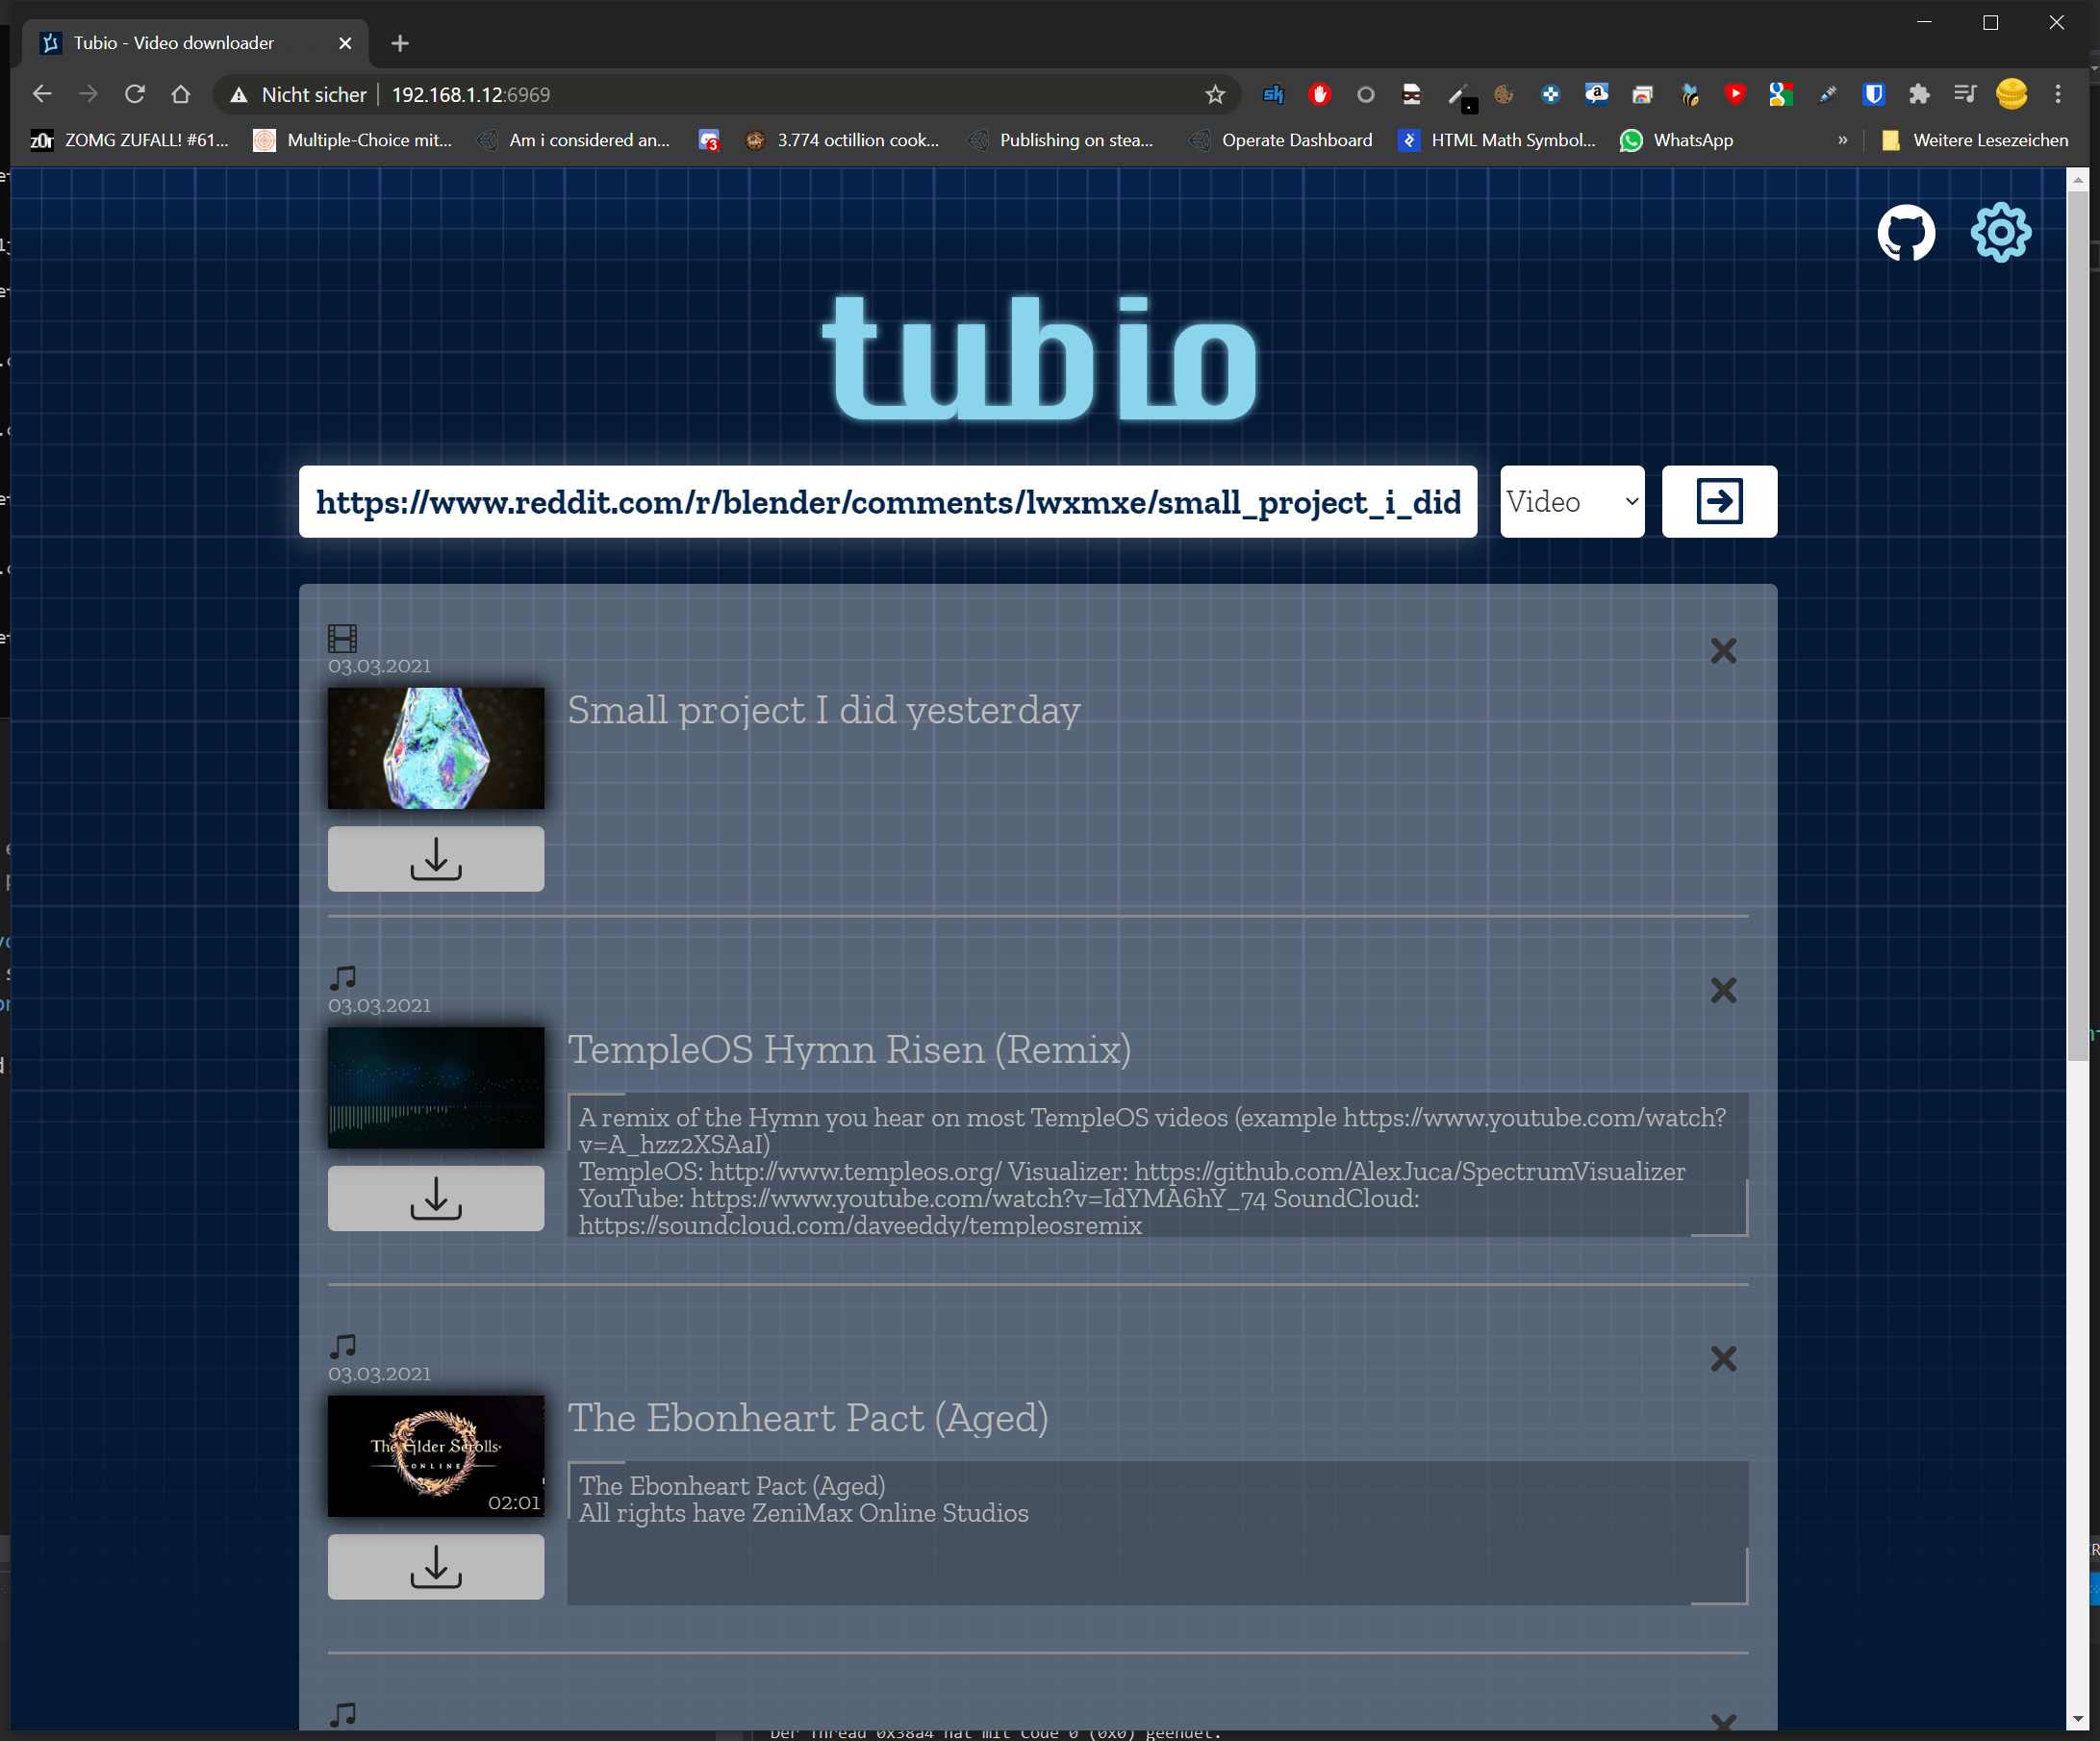 Tubio - Video downloader
Nicht sicher
192.168.1.12:6969
z0r ZOMG ZUFALL! #61...
Multiple-Choice mit...
Am i considered an...
3
3.774 octillion cook...
Publishing on stea...
Operate Dashboard
HTML Math Symbol...
WhatsApp
»
Weitere Lesezeichen
tubio
https://www.reddit.com/r/blender/comments/lwxmxe/small_project_i_did
Video
03.03.2021
Small project I did yesterday
03.03.2021
TempleOS Hymn Risen (Remix)
A remix of the Hymn you hear on most TempleOS videos (example https://www.youtube.com/watch?
v=A_hzz2XSAaI)
TempleOS: http://www.templeos.org/ Visualizer: https://github.com/AlexJuca/SpectrumVisualizer
YouTube: https://www.youtube.com/watch?v=IdYMA6hY_74 SoundCloud:
https://soundcloud.com/daveeddy/templeosremix
03.03.2021
The Elder Scrolls
ONLINE
02:01
The Ebonheart Pact (Aged)
The Ebonheart Pact (Aged)
All rights have ZeniMax Online Studios
Der Thread 0x38a4 hat mit Code 0 (0x0) geendet.